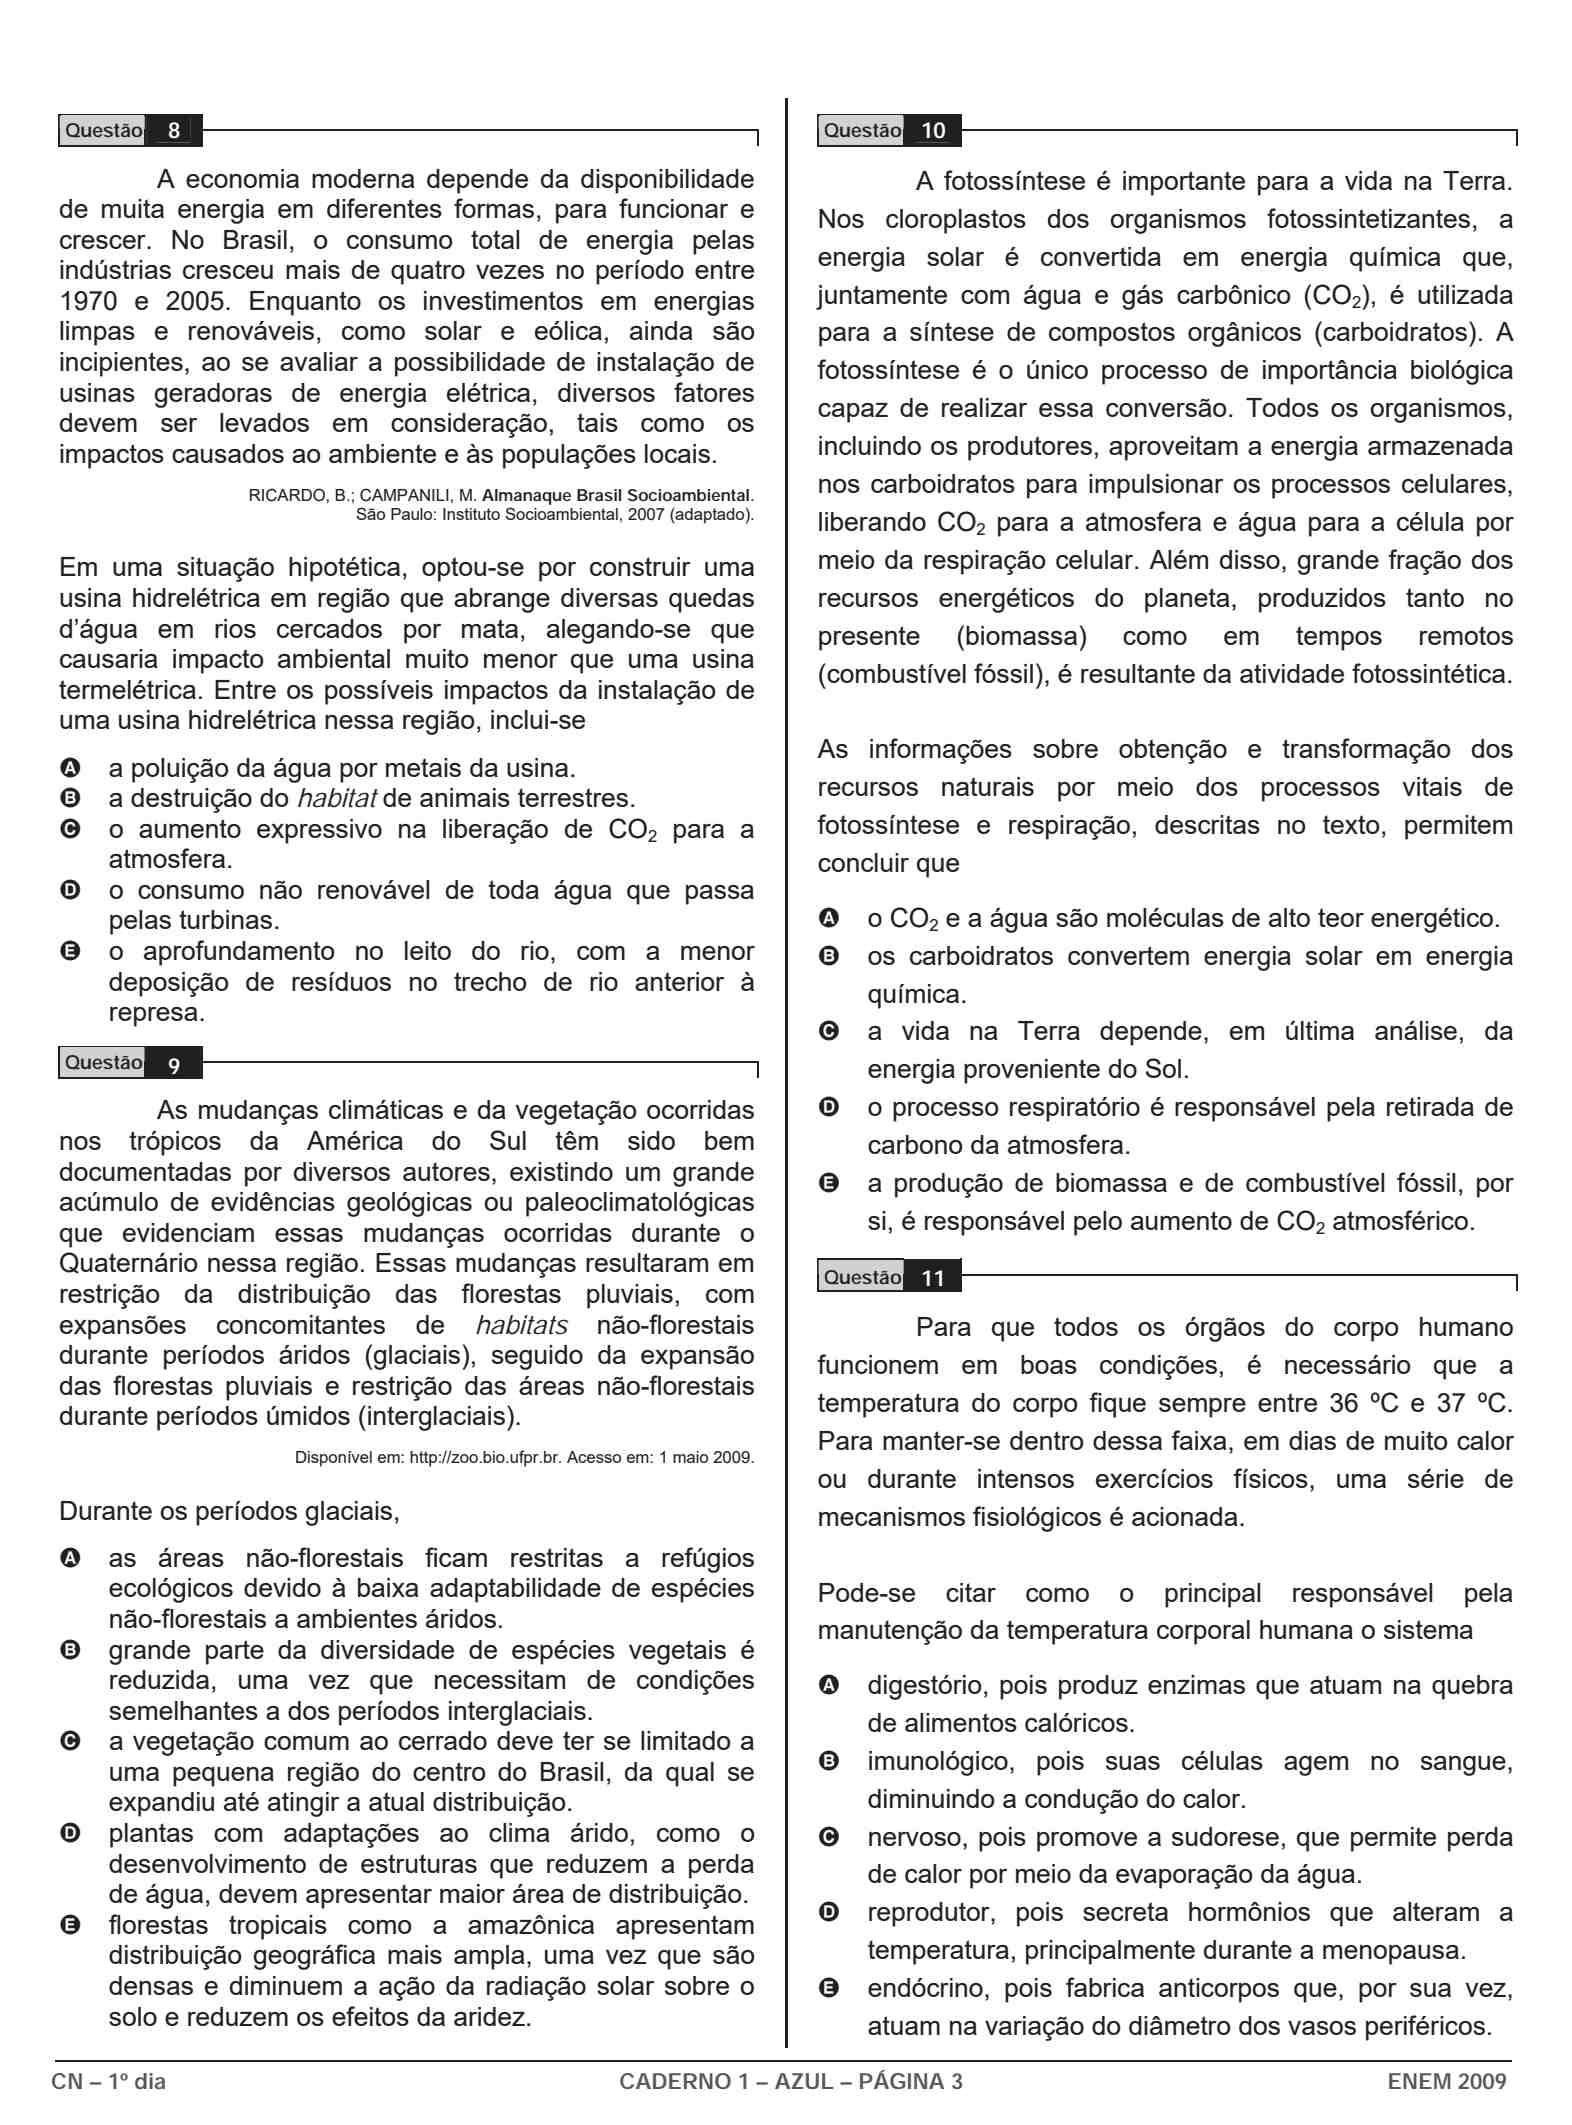 Questão 8
A economia moderna depende da disponibilidade
de muita energia em diferentes formas, para funcionar e
crescer. No Brasil, o consumo total de energia pelas
indústrias cresceu mais de quatro vezes no período entre
1970 e 2005. Enquanto os investimentos em energias
limpas e renováveis, como solar e eólica, ainda são
incipientes, ao se avaliar a possibilidade de instalação de
usinas geradoras de energia elétrica, diversos fatores
devem ser levados em consideração, tais como os
impactos causados ao ambiente e às populações locais.
RICARDO, B.; CAMPANILI, M. Almanaque Brasil Socioambiental.
São Paulo: Instituto Socioambiental, 2007 (adaptado).
Em uma situação hipotética, optou-se por construir uma
usina hidrelétrica em região que abrange diversas quedas
d’água em rios cercados por mata, alegando-se que
causaria impacto ambiental muito menor que uma usina
termelétrica. Entre os possíveis impactos da instalação de
uma usina hidrelétrica nessa região, inclui-se
A a poluição da água por metais da usina.
B a destruição do habitat de animais terrestres.
C o aumento expressivo na liberação de CO2 para a
atmosfera.
D o consumo não renovável de toda água que passa
pelas turbinas.
E o aprofundamento no leito do rio, com a menor
deposição de resíduos no trecho de rio anterior à
represa.
Questão 9
As mudanças climáticas e da vegetação ocorridas
nos trópicos da América do Sul têm sido bem
documentadas por diversos autores, existindo um grande
acúmulo de evidências geológicas ou paleoclimatológicas
que evidenciam essas mudanças ocorridas durante o
Quaternário nessa região. Essas mudanças resultaram em
restrição da distribuição das florestas pluviais, com
expansões concomitantes de habitats não-florestais
durante períodos áridos (glaciais), seguido da expansão
das florestas pluviais e restrição das áreas não-florestais
durante períodos úmidos (interglaciais).
Disponível em: http://zoo.bio.ufpr.br. Acesso em: 1 maio 2009.
Durante os períodos glaciais,
A as áreas não-florestais ficam restritas a refúgios
ecológicos devido à baixa adaptabilidade de espécies
não-florestais a ambientes áridos.
B grande parte da diversidade de espécies vegetais é
reduzida, uma vez que necessitam de condições
semelhantes a dos períodos interglaciais.
C a vegetação comum ao cerrado deve ter se limitado a
uma pequena região do centro do Brasil, da qual se
expandiu até atingir a atual distribuição.
D plantas com adaptações ao clima árido, como o
desenvolvimento de estruturas que reduzem a perda
de água, devem apresentar maior área de distribuição.
E florestas tropicais como a amazônica apresentam
distribuição geográfica mais ampla, uma vez que são
densas e diminuem a ação da radiação solar sobre o
solo e reduzem os efeitos da aridez.
Questão 10
A fotossíntese é importante para a vida na Terra.
Nos cloroplastos dos organismos fotossintetizantes, a
energia solar é convertida em energia química que,
juntamente com água e gás carbônico (CO2), é utilizada
para a síntese de compostos orgânicos (carboidratos). A
fotossíntese é o único processo de importância biológica
capaz de realizar essa conversão. Todos os organismos,
incluindo os produtores, aproveitam a energia armazenada
nos carboidratos para impulsionar os processos celulares,
liberando CO2 para a atmosfera e água para a célula por
meio da respiração celular. Além disso, grande fração dos
recursos energéticos do planeta, produzidos tanto no
presente (biomassa) como em tempos remotos
(combustível fóssil), é resultante da atividade fotossintética.
As informações sobre obtenção e transformação dos
recursos naturais por meio dos processos vitais de
fotossíntese e respiração, descritas no texto, permitem
concluir que
A o CO2 e a água são moléculas de alto teor energético.
B os carboidratos convertem energia solar em energia
química.
C a vida na Terra depende, em última análise, da
energia proveniente do Sol.
D o processo respiratório é responsável pela retirada de
carbono da atmosfera.
E a produção de biomassa e de combustível fóssil, por
si, é responsável pelo aumento de CO2 atmosférico.
Questão 11
Para que todos os órgãos do corpo humano
funcionem em boas condições, é necessário que a
temperatura do corpo fique sempre entre 36 ºC e 37 ºC.
Para manter-se dentro dessa faixa, em dias de muito calor
ou durante intensos exercícios físicos, uma série de
mecanismos fisiológicos é acionada.
Pode-se citar como o principal responsável pela
manutenção da temperatura corporal humana o sistema
A digestório, pois produz enzimas que atuam na quebra
de alimentos calóricos.
B imunológico, pois suas células agem no sangue,
diminuindo a condução do calor.
C nervoso, pois promove a sudorese, que permite perda
de calor por meio da evaporação da água.
D reprodutor, pois secreta hormônios que alteram a
temperatura, principalmente durante a menopausa.
E endócrino, pois fabrica anticorpos que, por sua vez,
atuam na variação do diâmetro dos vasos periféricos.
CN – 1º dia CADERNO 1 – AZUL – PÁGINA 3 ENEM 2009